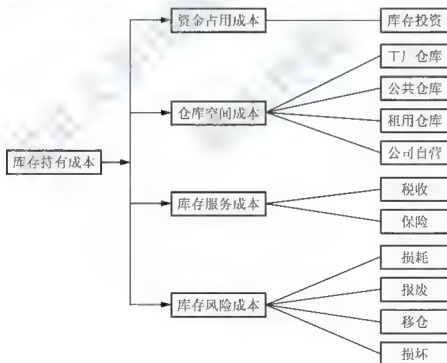 资金占用成本
库存投资
工厂仓库
仓库空间成本
公共仓库
租用仓库
公司自营
库存持有成本
库存服务成本
税收
保险
库存风险成本
损耗
报废
移仓
损坏